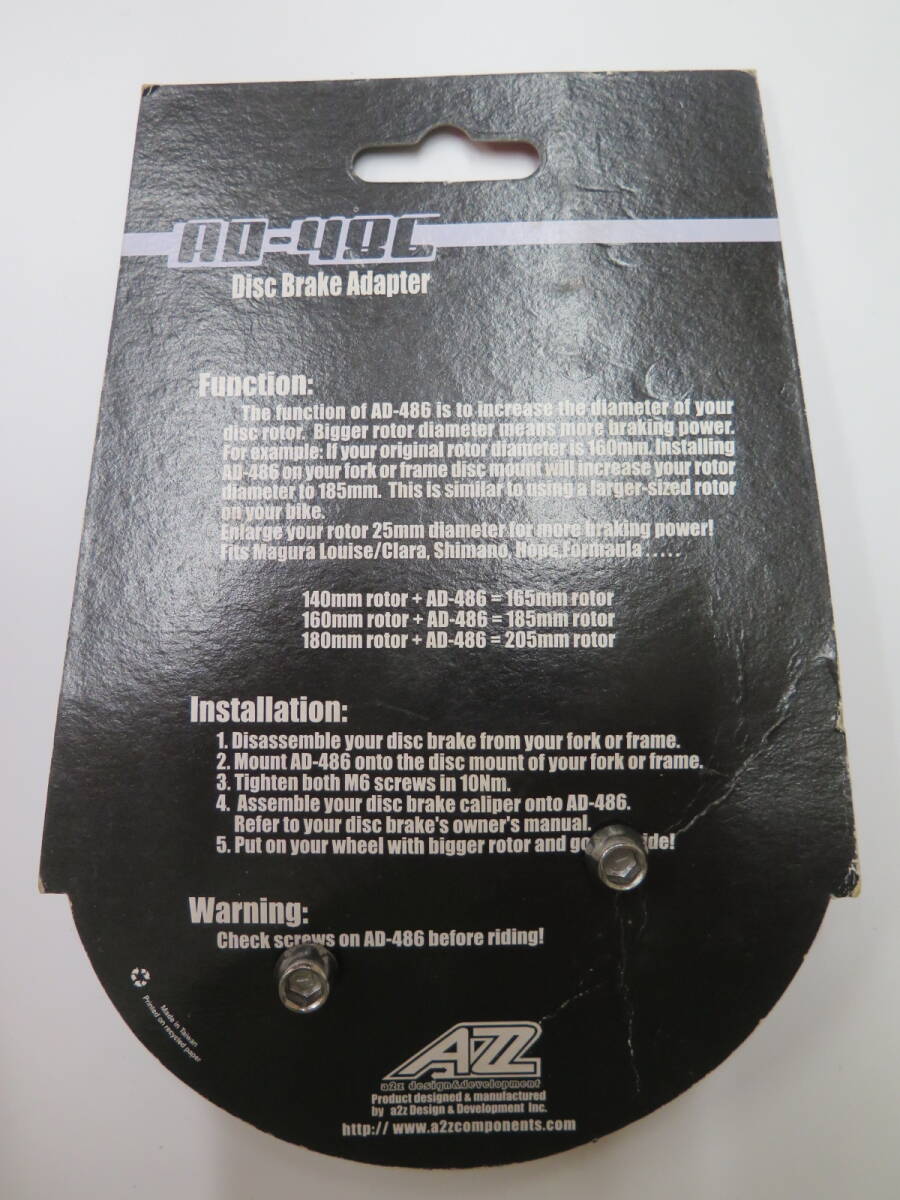 AD-486
Disc Brake Adapter
Function:
The function of AD-486 is to increase the diameter of your
disc rotor. Bigger rotor diameter means more braking power.
For example: If your original rotor diameter is 160mm. Installing
AD-486 on your fork or frame disc mount will increase your rotor
diameter to 185mm. This is similar to using a larger-sized rotor
on your bike.
Enlarge your rotor 25mm diameter for more braking power!
Fits Magura Louise/Clara, Shimano, Hope,Formaula . . . . .
140mm rotor + AD-486 = 165mm rotor
160mm rotor + AD-486 = 185mm rotor
180mm rotor + AD-486 = 205mm rotor
Installation:
1. Disassemble your disc brake from your fork or frame.
2. Mount AD-486 onto the disc mount of your fork or frame.
3. Tighten both M6 screws in 10Nm.
4. Assemble your disc brake caliper onto AD-486.
Refer to your disc brake's owner's manual.
5. Put on your wheel with bigger rotor and go ide!
Warning:
Check screws on AD-486 before riding!
Made in Taiwan
Printed on recycled paper
A2Z
a2z design&development
Product designed & manufactured
by a2z Design & Development Inc.
http:// www.a2zcomponents.com